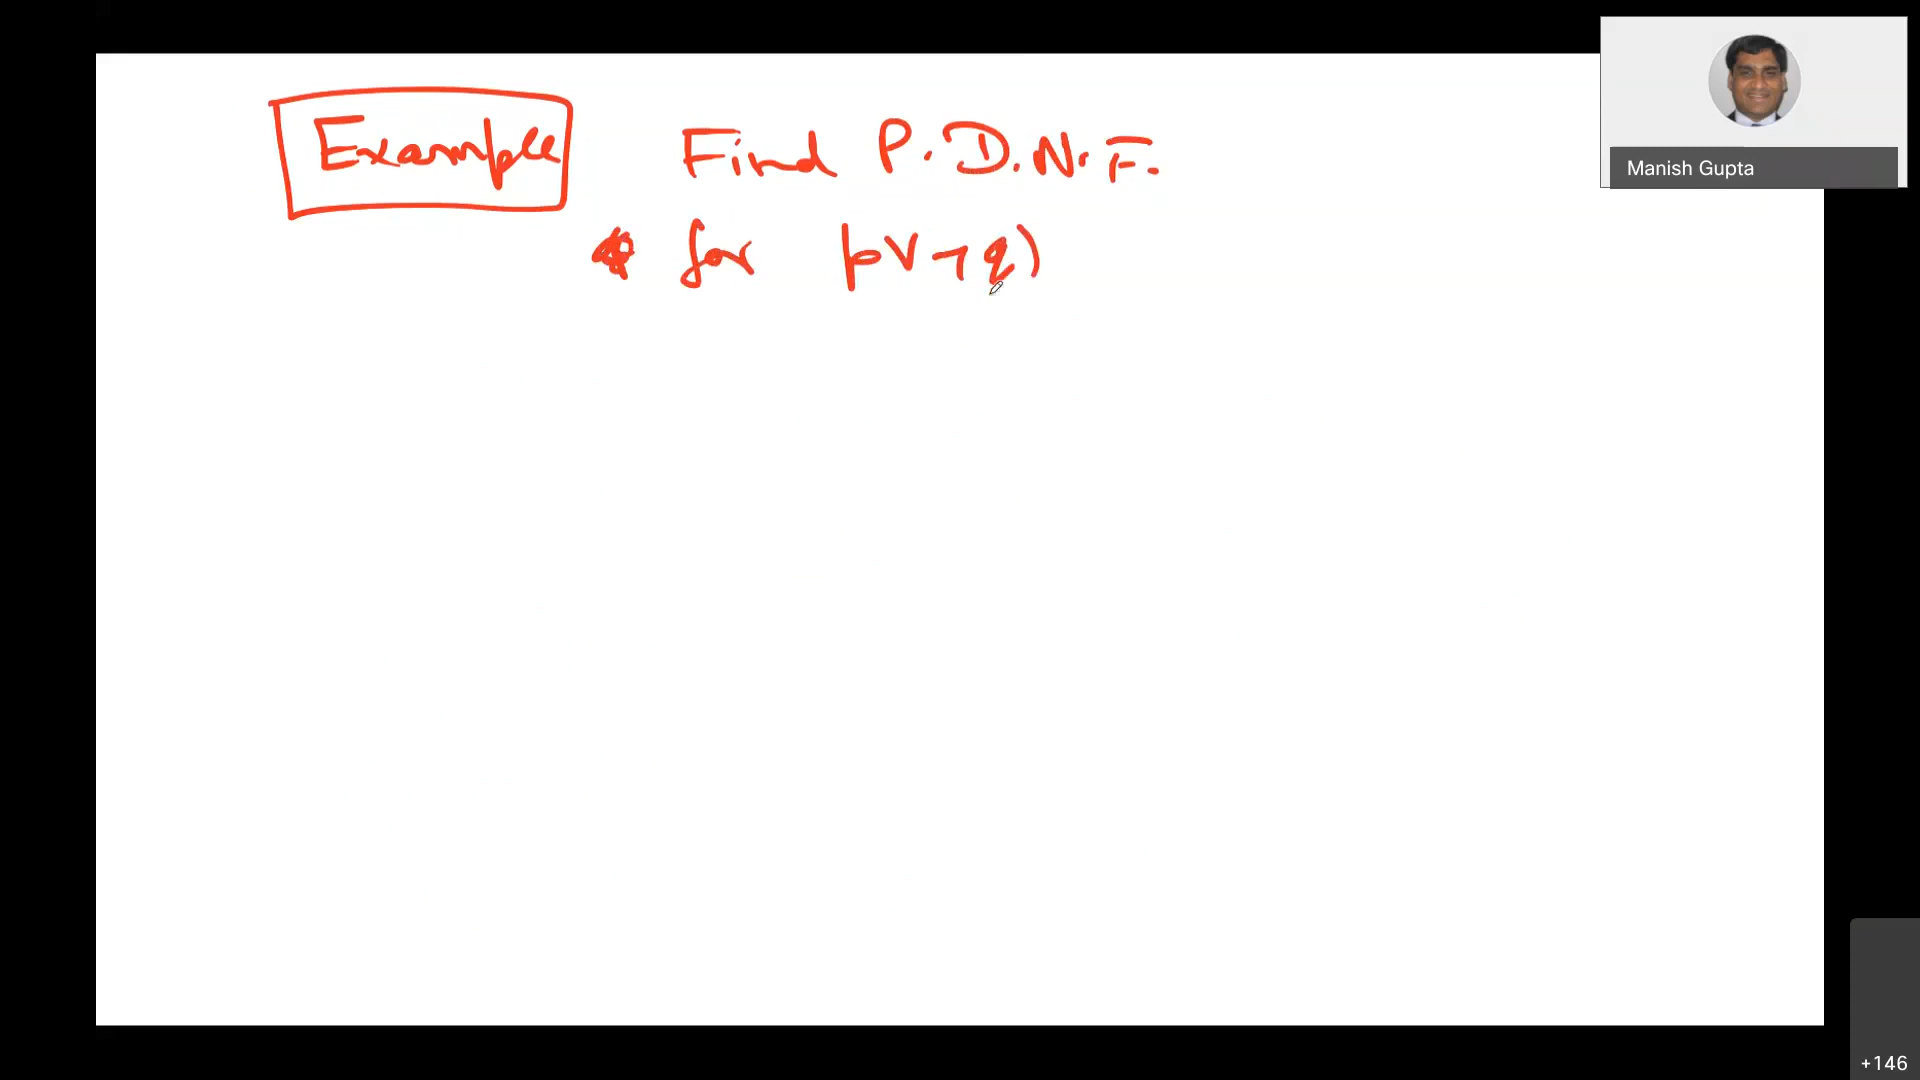 Example Find P. D. N. F.
for p∨¬q)
Manish Gupta
+146